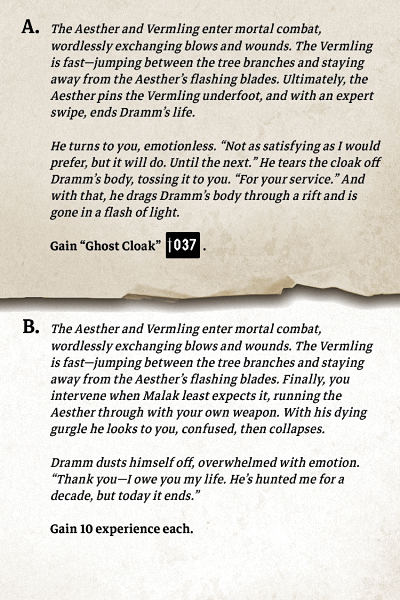 A. The Aesther and Vermling enter mortal combat,
wordlessly exchanging blows and wounds. The Vermling
is fast—jumping between the tree branches and staying
away from the Aesther's flashing blades. Ultimately, the
Aesther pins the Vermling underfoot, and with an expert
swipe, ends Dramm's life.
He turns to you, emotionless. “Not as satisfying as I would
prefer, but it will do. Until the next.” He tears the cloak off
Dramm's body, tossing it to you. “For your service.” And
with that, he drags Dramm's body through a rift and is
gone in a flash of light.
Gain “Ghost Cloak” 037 .
B. The Aesther and Vermling enter mortal combat,
wordlessly exchanging blows and wounds. The Vermling
is fast—jumping between the tree branches and staying
away from the Aesther's flashing blades. Finally, you
intervene when Malak least expects it, running the
Aesther through with your own weapon. With his dying
gurgle he looks to you, confused, then collapses.
Dramm dusts himself off, overwhelmed with emotion.
“Thank you—I owe you my life. He's hunted me for a
decade, but today it ends.”
Gain 10 experience each.